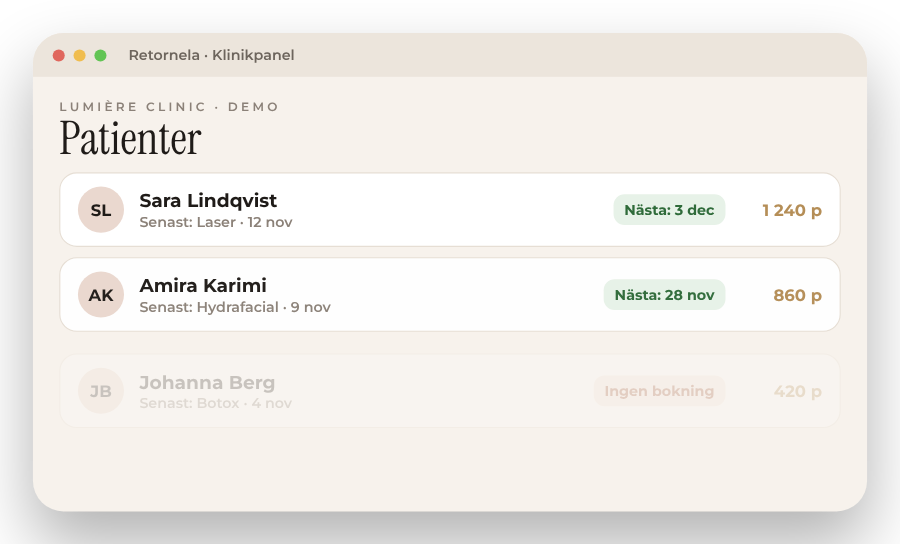 Retornela · Klinikpanel
LUMIÈRE CLINIC · DEMO
Patienter
SL
Sara Lindqvist
Senast: Laser · 12 nov
Nästa: 3 dec
1 240 p
AK
Amira Karimi
Senast: Hydrafacial · 9 nov
Nästa: 28 nov
860 p
JB
Johanna Berg
Senast: Botox · 4 nov
Ingen bokning
420 p